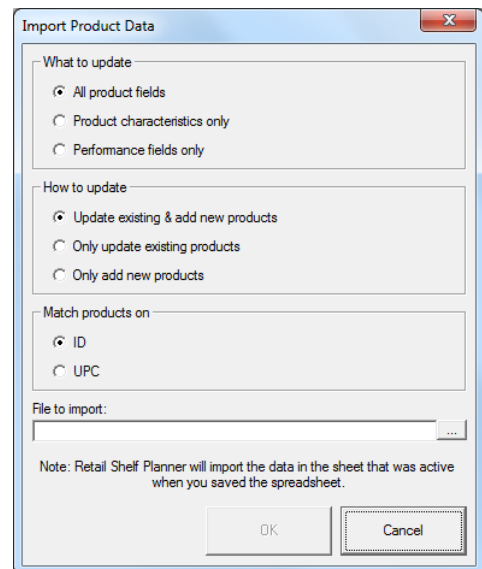 Import Product Data
What to update
All product fields
Product characteristics only
Performance fields only
How to update
Update existing & add new products
Only update existing products
Only add new products
Match products on
ID
UPC
File to import:
...
Note: Retail Shelf Planner will import the data in the sheet that was active
when you saved the spreadsheet.
OK
Cancel